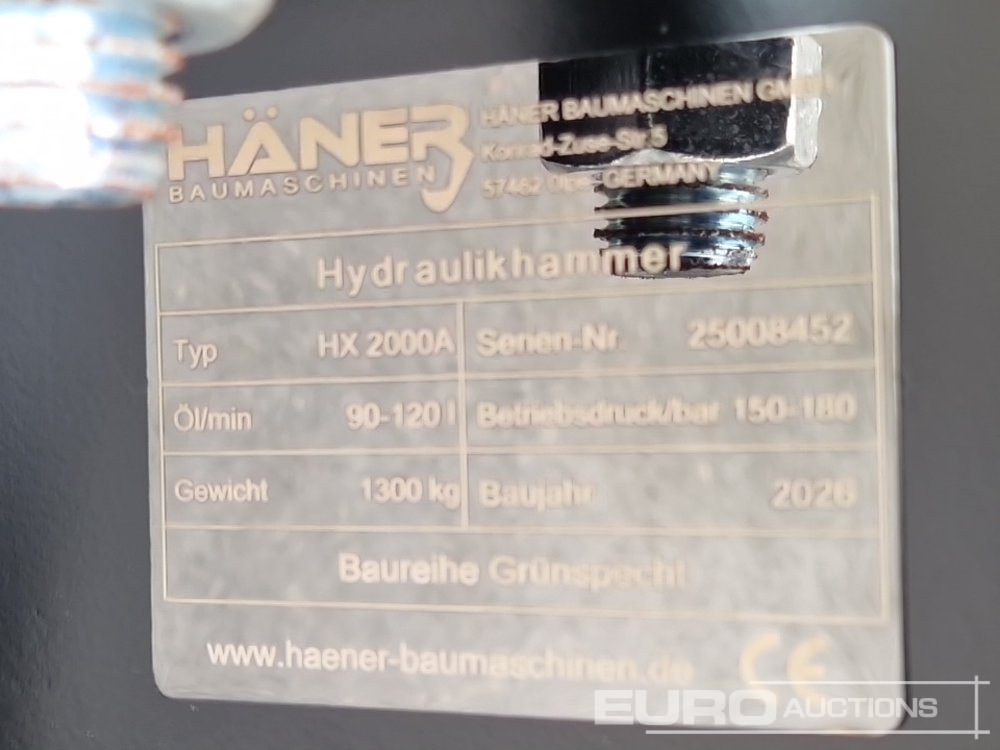 HÄNER
BAUMASCHINEN
HÄNER BAUMASCHINEN GMBH
Konrad-Zuse-Str 5
57462 Olpe GERMANY
Hydraulikhammer
Typ HX 2000A Serien-Nr. 25008452
Öl/min 90-120 l Betriebsdruck/bar 150-180
Gewicht 1300 kg Baujahr 2026
Baureihe Grünspecht
www.haener-baumaschinen.de CE
EURO AUCTIONS